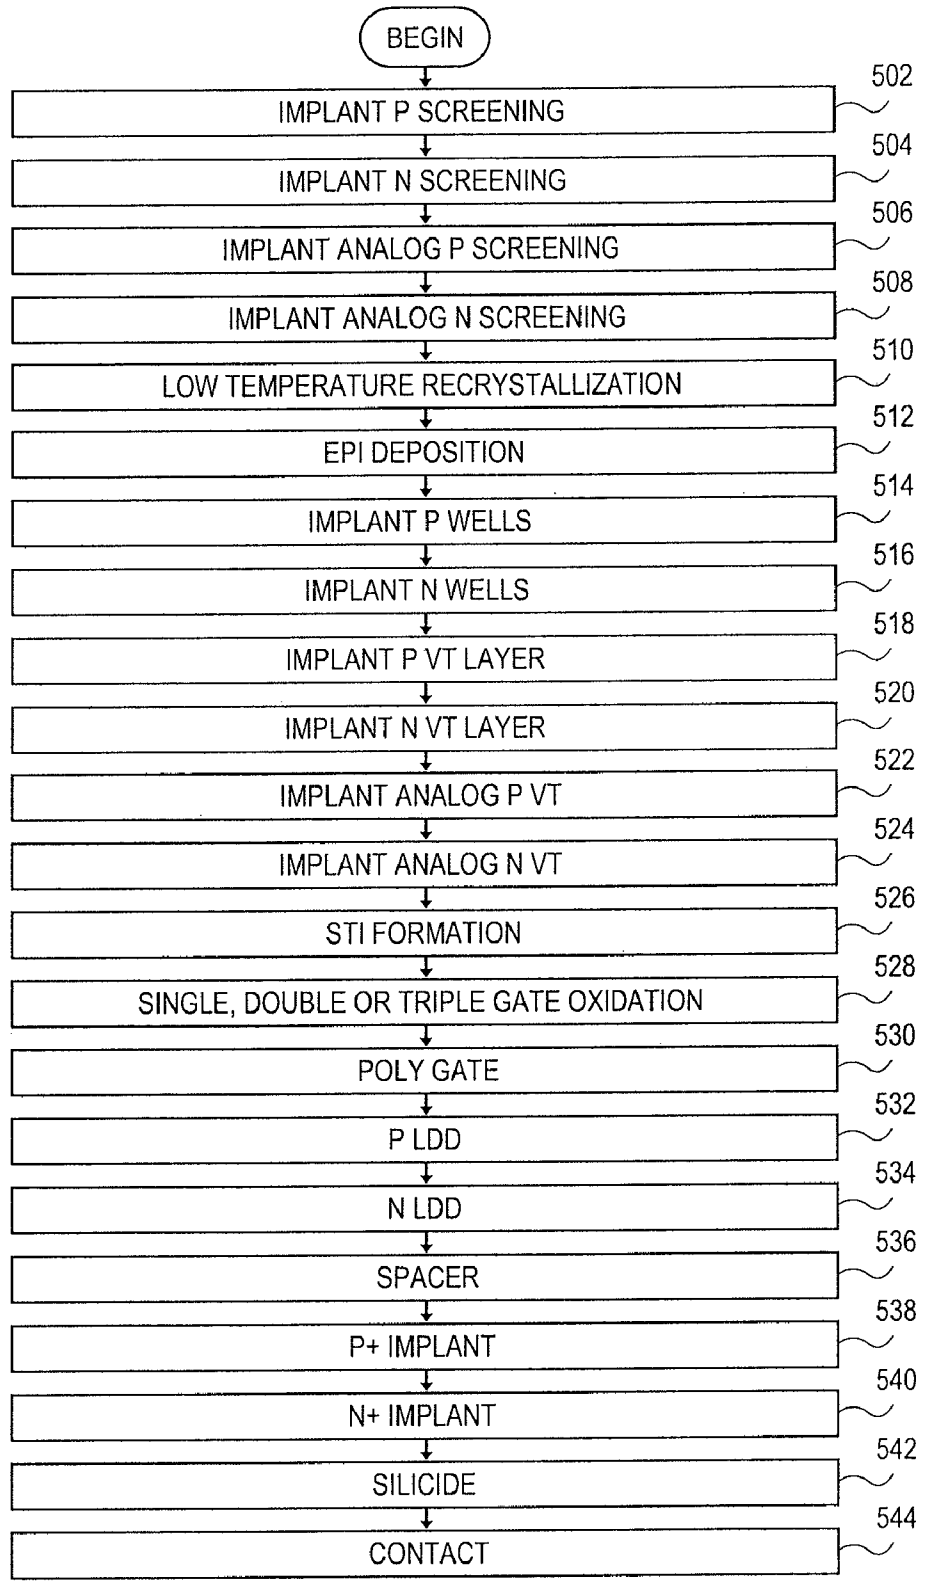 BEGIN
IMPLANT P SCREENING 502
IMPLANT N SCREENING 504
IMPLANT ANALOG P SCREENING 506
IMPLANT ANALOG N SCREENING 508
LOW TEMPERATURE RECRYSTALLIZATION 510
EPI DEPOSITION 512
IMPLANT P WELLS 514
IMPLANT N WELLS 516
IMPLANT P VT LAYER 518
IMPLANT N VT LAYER 520
IMPLANT ANALOG P VT 522
IMPLANT ANALOG N VT 524
STI FORMATION 526
SINGLE, DOUBLE OR TRIPLE GATE OXIDATION 528
POLY GATE 530
P LDD 532
N LDD 534
SPACER 536
P+ IMPLANT 538
N+ IMPLANT 540
SILICIDE 542
CONTACT 544